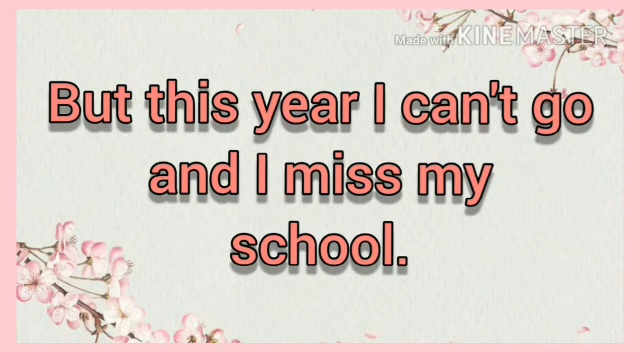 Made with KINEMASTER
But this year I can't go
and I miss my
school.